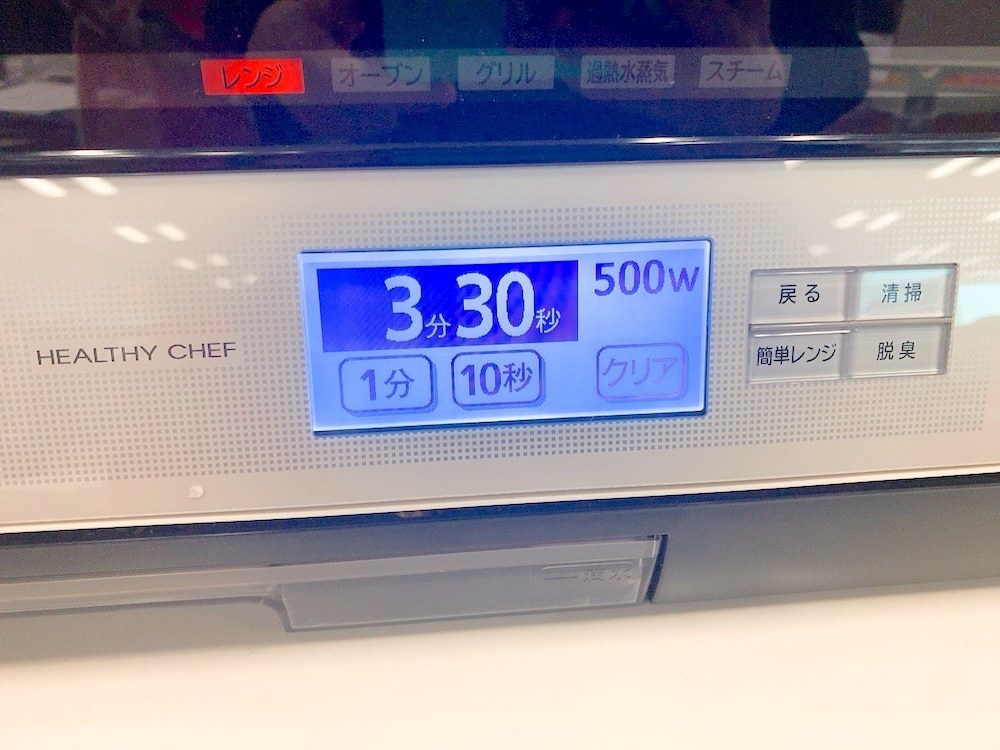 レンジ オーブン グリル 過熱水蒸気 スチーム
HEALTHY CHEF
3分30秒 500W
1分 10秒 クリア
戻る 清掃
簡単レンジ 脱臭